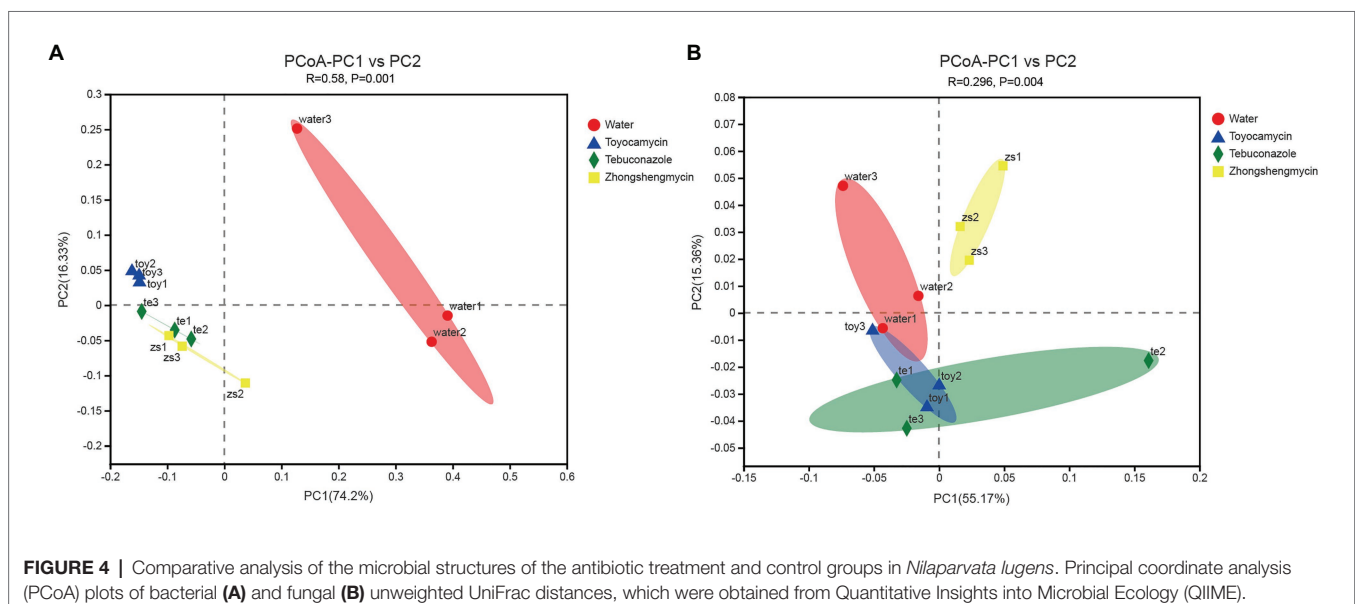 A
PCoA-PC1 vs PC2
R=0.58, P=0.001
0.3
0.25
0.2
0.15
0.1
0.05
0
-0.05
-0.1
-0.15
-0.2
PC2(16.33%)
water3
water1
water2
toy2
toy3
toy1
te3
te1
te2
zs1
zs3
zs2
-0.2
-0.1
0
0.1
0.2
0.3
0.4
0.5
0.6
PC1(74.2%)
Water
Toyocamycin
Tebuconazole
Zhongshengmycin
B
PCoA-PC1 vs PC2
R=0.296, P=0.004
0.08
0.07
0.06
0.05
0.04
0.03
0.02
0.01
0
-0.01
-0.02
-0.03
-0.04
-0.05
PC2(15.36%)
zs1
water3
zs2
zs3
water2
water1
toy3
te2
te1
toy2
toy1
te3
-0.15
-0.1
-0.05
0
0.05
0.1
0.15
0.2
PC1(55.17%)
Water
Toyocamycin
Tebuconazole
Zhongshengmycin
FIGURE 4 | Comparative analysis of the microbial structures of the antibiotic treatment and control groups in Nilaparvata lugens. Principal coordinate analysis
(PCoA) plots of bacterial (A) and fungal (B) unweighted UniFrac distances, which were obtained from Quantitative Insights into Microbial Ecology (QIIME).